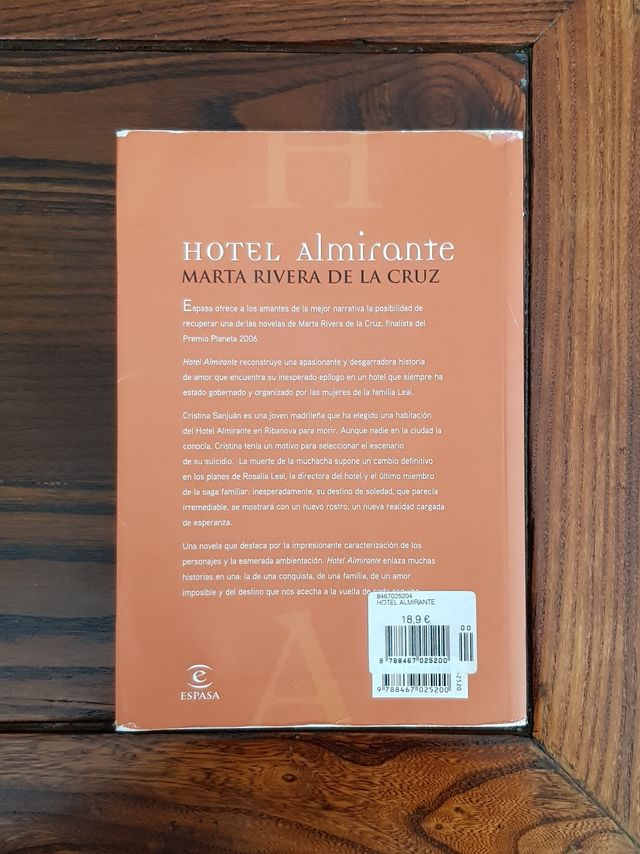 H
HOTEL Almirante
MARTA RIVERA DE LA CRUZ
Espasa ofrece a los amantes de la mejor narrativa la posibilidad de
recuperar una de las novelas de Marta Rivera de la Cruz, finalista del
Premio Planeta 2006.
Hotel Almirante reconstruye una apasionante y desgarradora historia
de amor que encuentra su inesperado epílogo en un hotel que siempre ha
estado gobernado y organizado por las mujeres de la familia Leal.
Cristina Sanjuán es una joven madrileña que ha elegido una habitación
del Hotel Almirante en Ribanova para morir. Aunque nadie en la ciudad la
conocía, Cristina tenía un motivo para seleccionar el escenario
de su suicidio. La muerte de la muchacha supone un cambio definitivo
en los planes de Rosalía Leal, la directora del hotel y el último miembro
de la saga familiar: inesperadamente, su destino de soledad, que parecía
irremediable, se mostrará con un nuevo rostro, un nueva realidad cargada
de esperanza.
Una novela que destaca por la impresionante caracterización de los
personajes y la esmerada ambientación. Hotel Almirante enlaza muchas
historias en una: la de una conquista, de una familia, de un amor
imposible y del destino que nos acecha a la vuelta de
8467025204
HOTEL ALMIRANTE
18,9 €
00
9 788467 025200
9 788467 025200
A
e
ESPASA